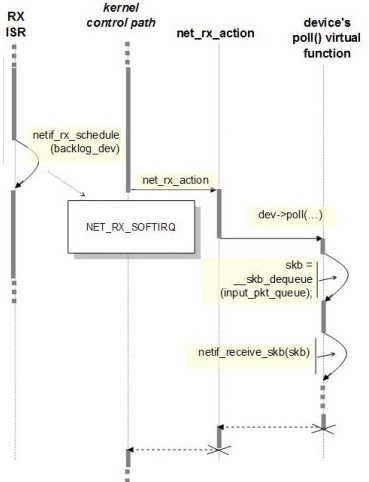 RX
ISR
kernel
control path
net_rx_action
device's
poll() virtual
function
netif_rx_schedule
(backlog_dev)
net_rx_action
NET_RX_SOFTIRQ
dev->poll(...)
skb =
__skb_dequeue
(input_pkt_queue);
netif_receive_skb(skb)